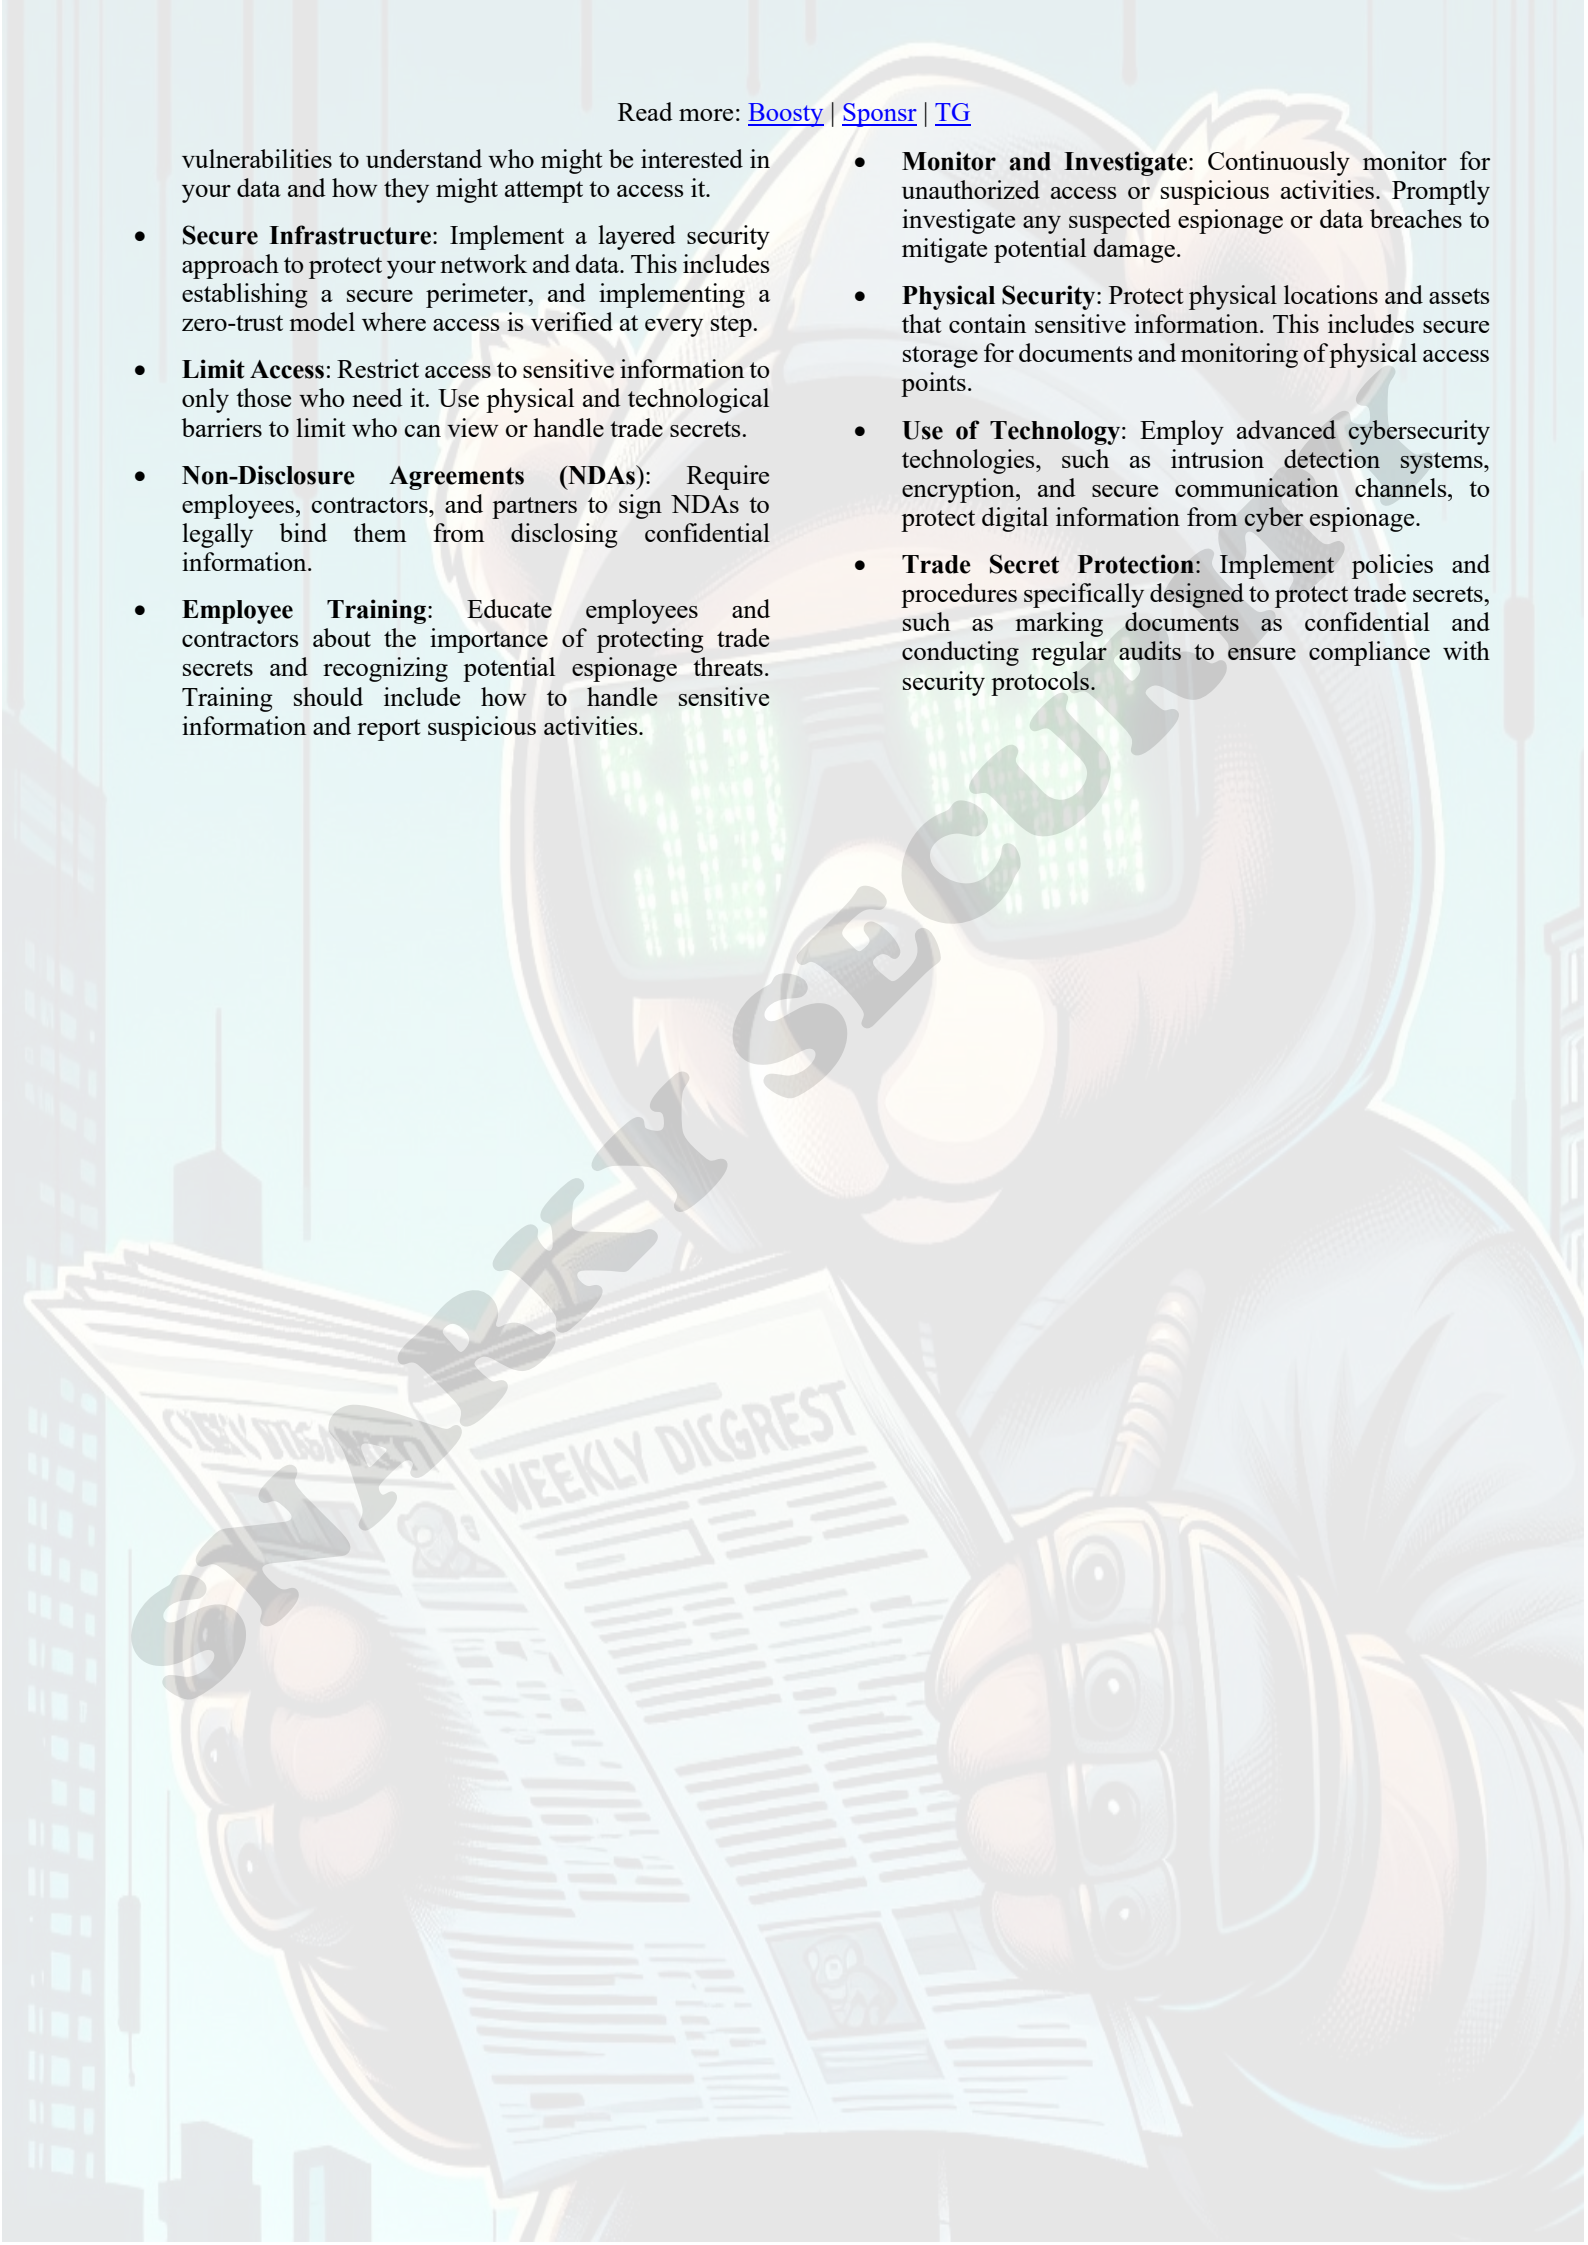 Read more: Boosty | Sponsr | TG
vulnerabilities to understand who might be interested in
your data and how they might attempt to access it.
• Secure Infrastructure: Implement a layered security
approach to protect your network and data. This includes
establishing a secure perimeter, and implementing a
zero-trust model where access is verified at every step.
• Limit Access: Restrict access to sensitive information to
only those who need it. Use physical and technological
barriers to limit who can view or handle trade secrets.
• Non-Disclosure Agreements (NDAs): Require
employees, contractors, and partners to sign NDAs to
legally bind them from disclosing confidential
information.
• Employee Training: Educate employees and
contractors about the importance of protecting trade
secrets and recognizing potential espionage threats.
Training should include how to handle sensitive
information and report suspicious activities.
• Monitor and Investigate: Continuously monitor for
unauthorized access or suspicious activities. Promptly
investigate any suspected espionage or data breaches to
mitigate potential damage.
• Physical Security: Protect physical locations and assets
that contain sensitive information. This includes secure
storage for documents and monitoring of physical access
points.
• Use of Technology: Employ advanced cybersecurity
technologies, such as intrusion detection systems,
encryption, and secure communication channels, to
protect digital information from cyber espionage.
• Trade Secret Protection: Implement policies and
procedures specifically designed to protect trade secrets,
such as marking documents as confidential and
conducting regular audits to ensure compliance with
security protocols.
SNARKY SECURITY
WEEKLY DICGREST